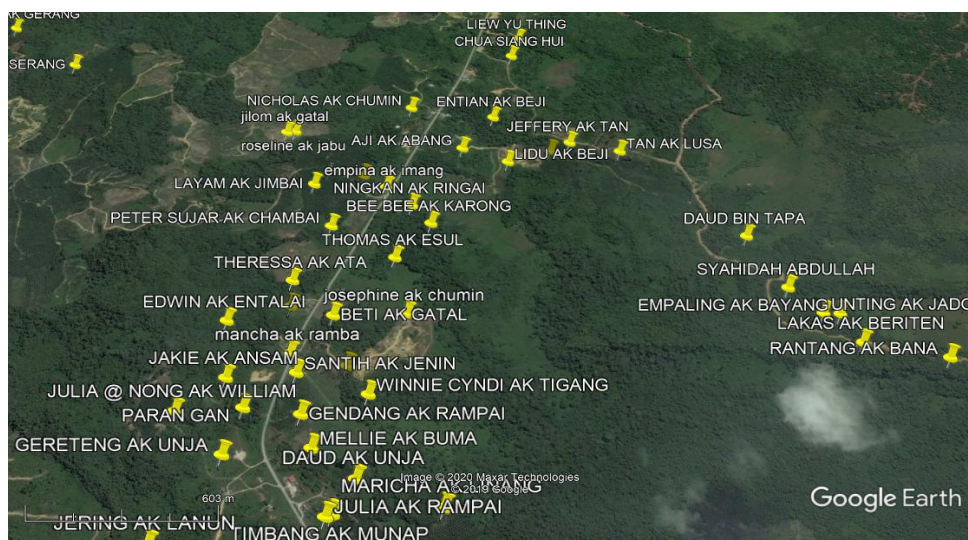 AK GERANG
LIEW YU THING
CHUA SIANG HUI
SERANG
NICHOLAS AK CHUMIN
ENTIAN AK BEJI
jilom ak gatal
JEFFERY AK TAN
roseline ak jabu
AJI AK ABANG
LIDU AK BEJI
TAN AK LUSA
empina ak imang
LAYAM AK JIMBAI
NINGKAN AK RINGAI
BEE BEE AK KARONG
PETER SUJAR AK CHAMBAI
DAUD BIN TAPA
THOMAS AK ESUL
THERESSA AK ATA
SYAHIDAH ABDULLAH
EDWIN AK ENTALAI
josephine ak chumin
EMPALING AK BAYANG
UNTING AK JADO
BETI AK GATAL
LAKAS AK BERITEN
mancha ak ramba
RANTANG AK BANA
JAKIE AK ANSAM
SANTIH AK JENIN
JULIA @ NONG AK WILLIAM
WINNIE CYNDI AK TIGANG
PARAN GAN
GENDANG AK RAMPAI
GERETENG AK UNJA
MELLIE AK BUMA
DAUD AK UNJA
Image © 2020 Maxar Technologies
© 2019 Google
MARICHA AK
603 m
JULIA AK RAMPAI
Google Earth
JERING AK LANUN
TIMBANG AK MUNAP